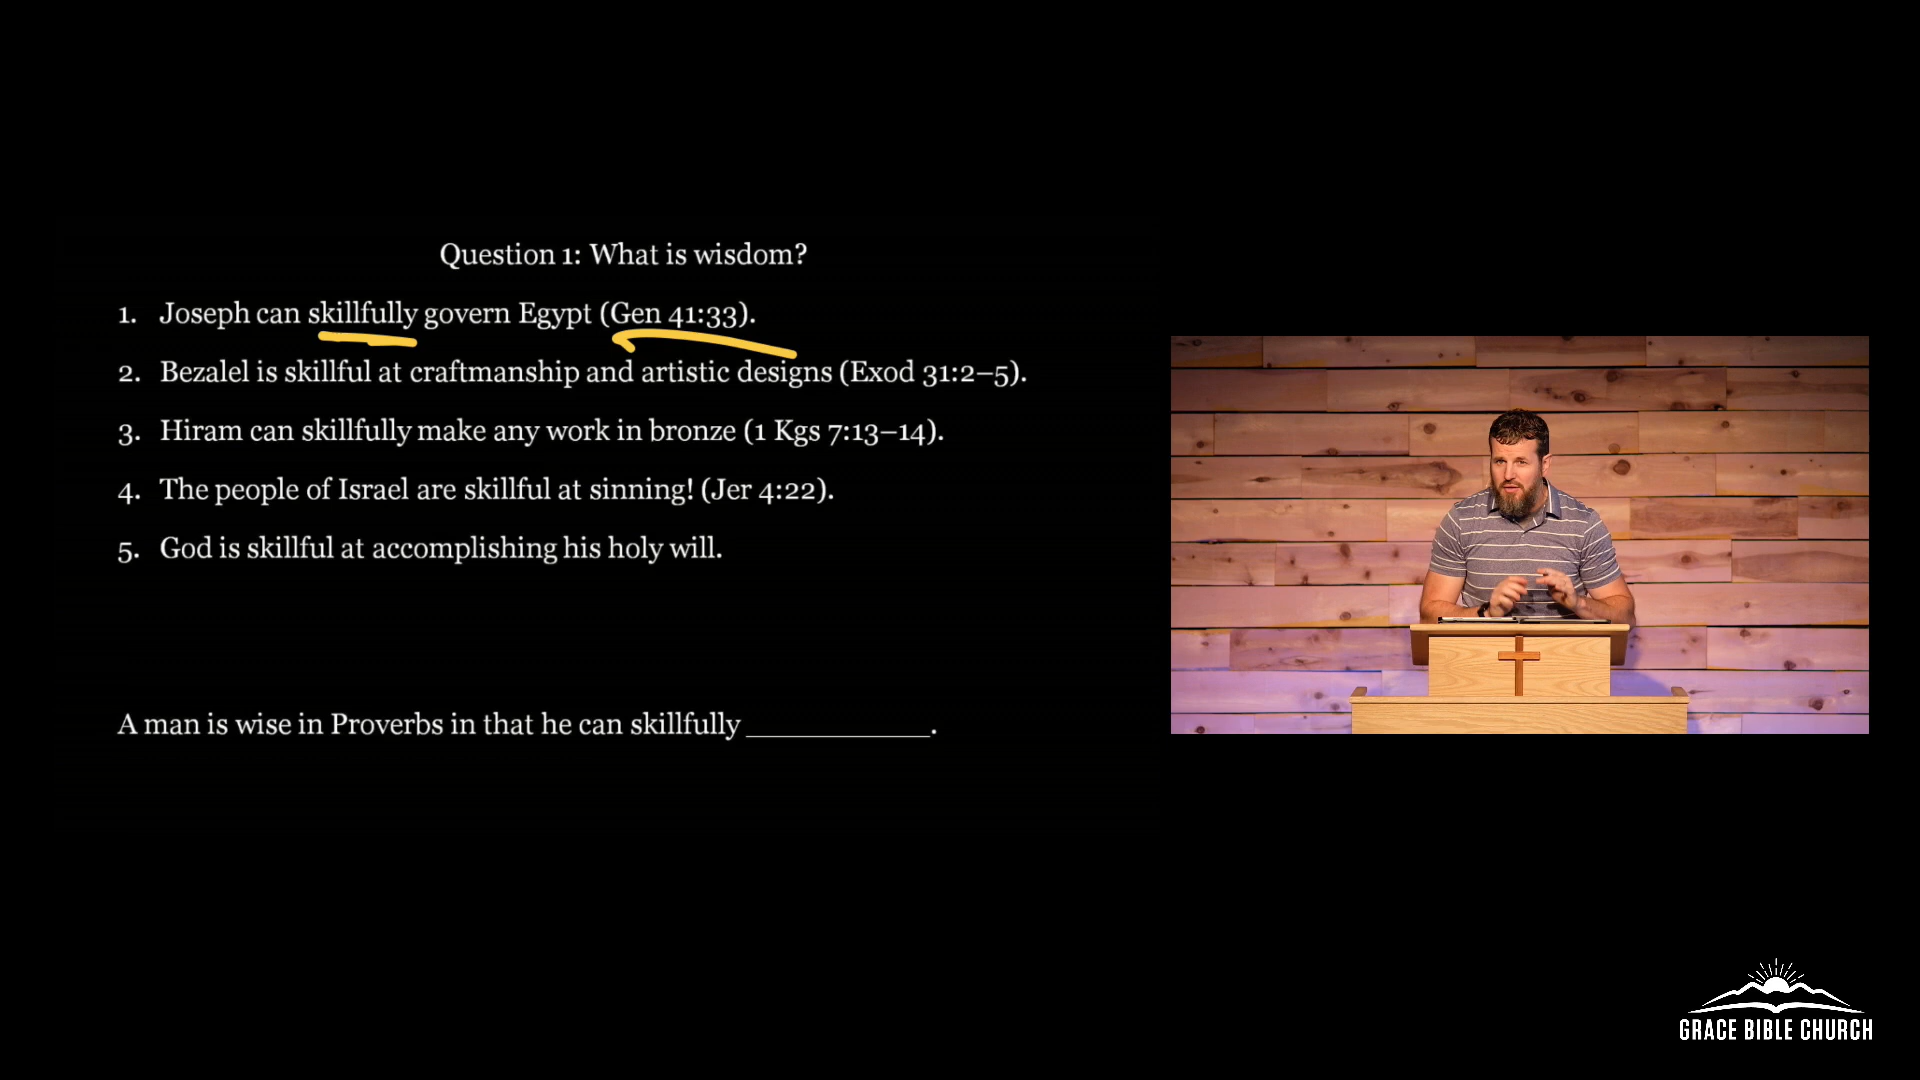 Question 1: What is wisdom?
1. Joseph can skillfully govern Egypt (Gen 41:33).
2. Bezalel is skillful at craftmanship and artistic designs (Exod 31:2–5).
3. Hiram can skillfully make any work in bronze (1 Kgs 7:13–14).
4. The people of Israel are skillful at sinning! (Jer 4:22).
5. God is skillful at accomplishing his holy will.
A man is wise in Proverbs in that he can skillfully ____________.
GRACE BIBLE CHURCH